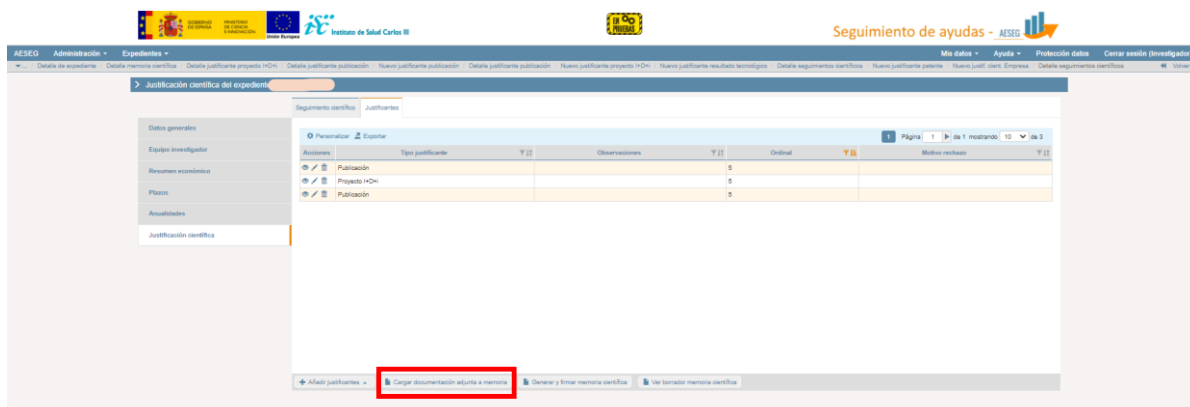 GOBIERNO DE ESPAÑA
MINISTERIO DE CIENCIA E INNOVACIÓN
Unión Europea
Instituto de Salud Carlos III
EN PRUEBAS
Seguimiento de ayudas - AESEG
AESEG Administración Expedientes Mis datos Ayuda Protección datos Cerrar sesión (Investigador
Detalle de expediente Detalle memoria científica Detalle justificante proyecto I+D+i Detalle justificante publicación Nuevo justificante publicación Detalle justificante publicación Nuevo justificante proyecto I+D+i Nuevo justificante resultado tecnológico Detalle seguimientos científicos Nuevo justificante patente Nuevo justif. cient. Empresa Detalle seguimientos científicos Volver
Justificación científica del expedient
Seguimiento científico Justificantes
Datos generales
Equipo investigador
Resumen económico
Plazos
Anualidades
Justificación científica
Personalizar Exportar 1 Página 1 de 1 mostrando 10 de 3
Acciones Tipo justificante Observaciones Ordinal Motivo rechazo
Publicación 5
Proyecto I+D+i 5
Publicación 5
Añadir justificantes Cargar documentación adjunta a memoria Generar y firmar memoria científica Ver borrador memoria científica